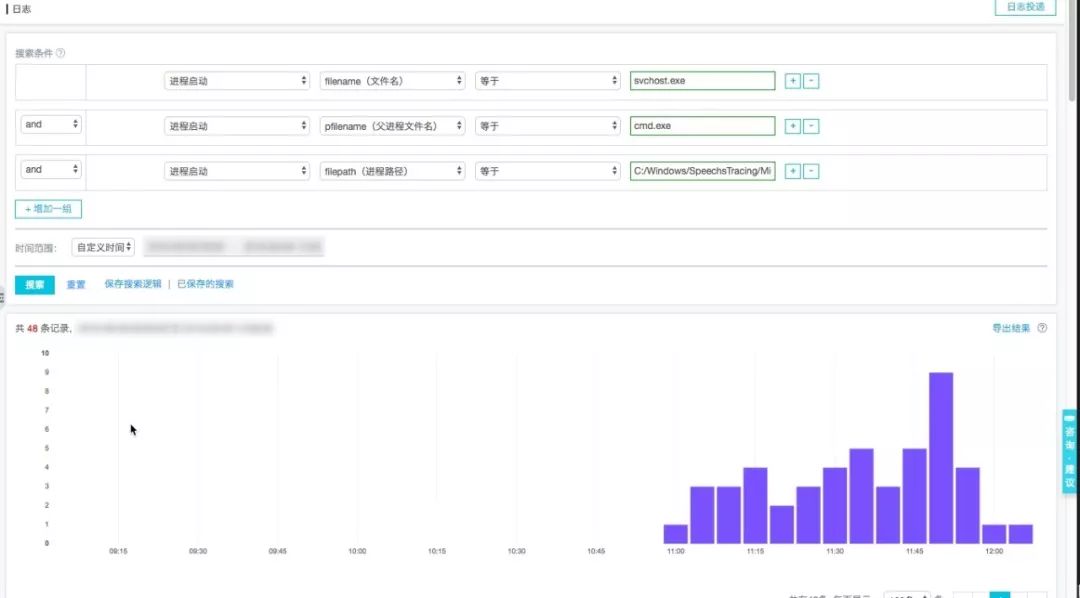 日志
日志投递
搜索条件 ?
进程启动 filename（文件名） 等于 svchost.exe + -
and 进程启动 pfilename（父进程文件名） 等于 cmd.exe + -
and 进程启动 filepath（进程路径） 等于 C:/Windows/SpeechsTracing/Mi + -
+ 增加一组
时间范围: 自定义时间
搜索 重置 保存搜索逻辑 | 已保存的搜索
共 48 条记录,
导出结果 ?
10
9
8
7
6
5
4
3
2
1
0
09:15 09:30 09:45 10:00 10:15 10:30 10:45 11:00 11:15 11:30 11:45 12:00
咨询·建议